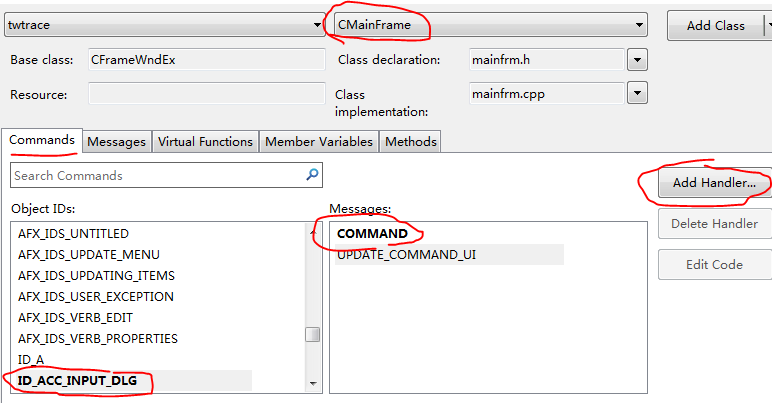 twtrace CMainFrame Add Class
Base class: CFrameWndEx Class declaration: mainfrm.h
Resource: Class implementation: mainfrm.cpp
Commands Messages Virtual Functions Member Variables Methods
Search Commands
Add Handler...
Object IDs: Messages:
AFX_IDS_UNTITLED COMMAND Delete Handler
AFX_IDS_UPDATE_MENU UPDATE_COMMAND_UI
AFX_IDS_UPDATING_ITEMS Edit Code
AFX_IDS_USER_EXCEPTION
AFX_IDS_VERB_EDIT
AFX_IDS_VERB_PROPERTIES
ID_A
ID_ACC_INPUT_DLG